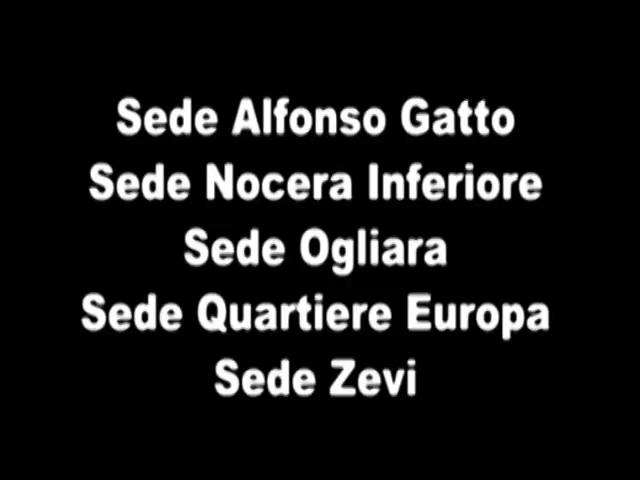 Sede Alfonso Gatto
Sede Nocera Inferiore
Sede Ogliara
Sede Quartiere Europa
Sede Zevi